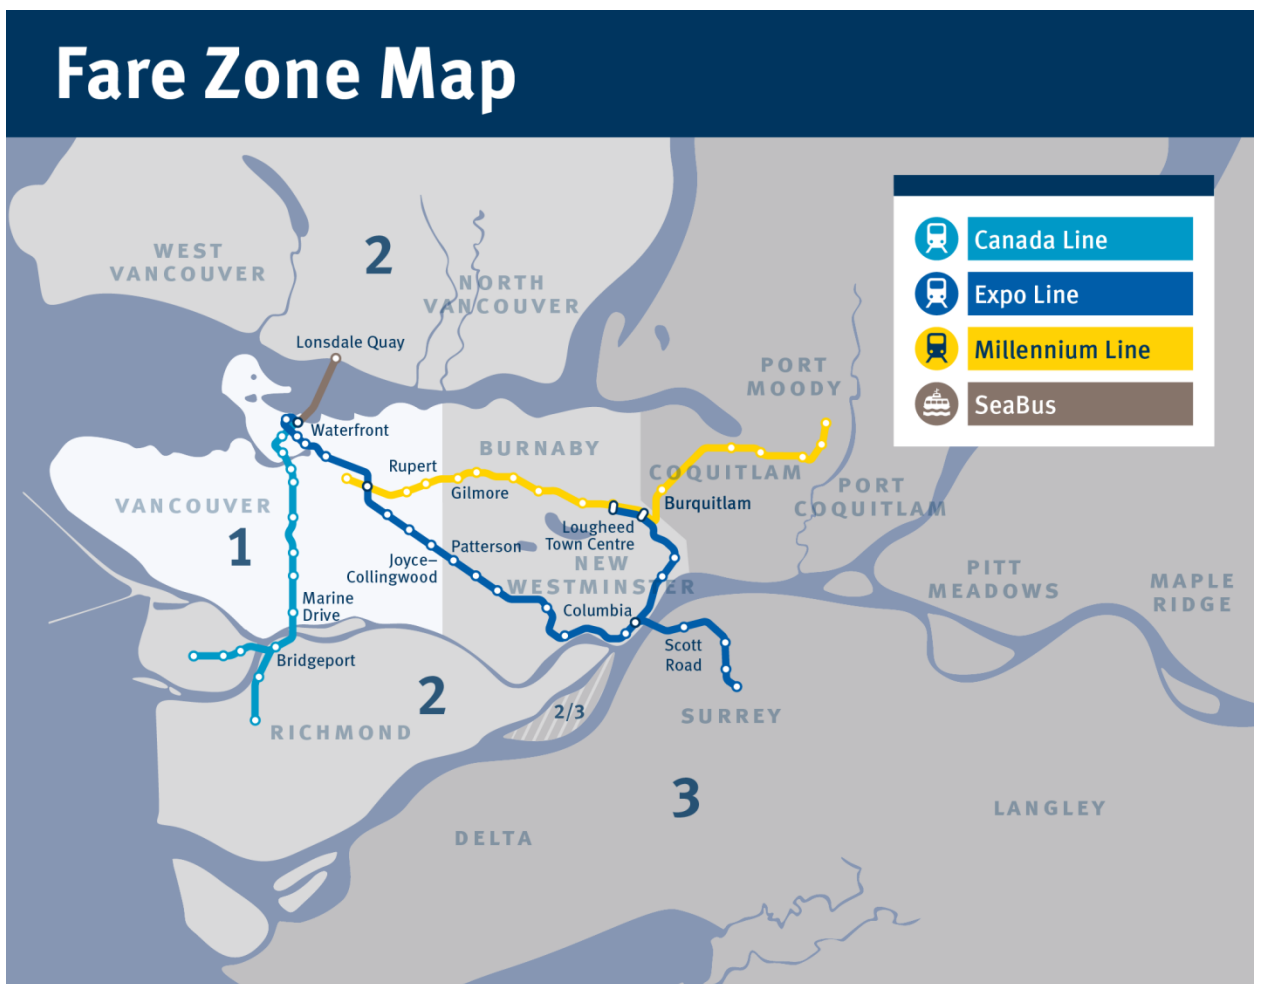 Fare Zone Map
Canada Line
Expo Line
Millennium Line
SeaBus
WEST
VANCOUVER
2
NORTH
VANCOUVER
Lonsdale Quay
PORT
MOODY
Waterfront
BURNABY
Rupert
Gilmore
COQUITLAM
PORT
COQUITLAM
Burquitlam
VANCOUVER
1
Lougheed
Town Centre
Patterson
Joyce–
Collingwood
NEW
WESTMINSTER
PITT
MEADOWS
MAPLE
RIDGE
Marine
Drive
Columbia
Scott
Road
Bridgeport
2
2/3
SURREY
RICHMOND
3
LANGLEY
DELTA